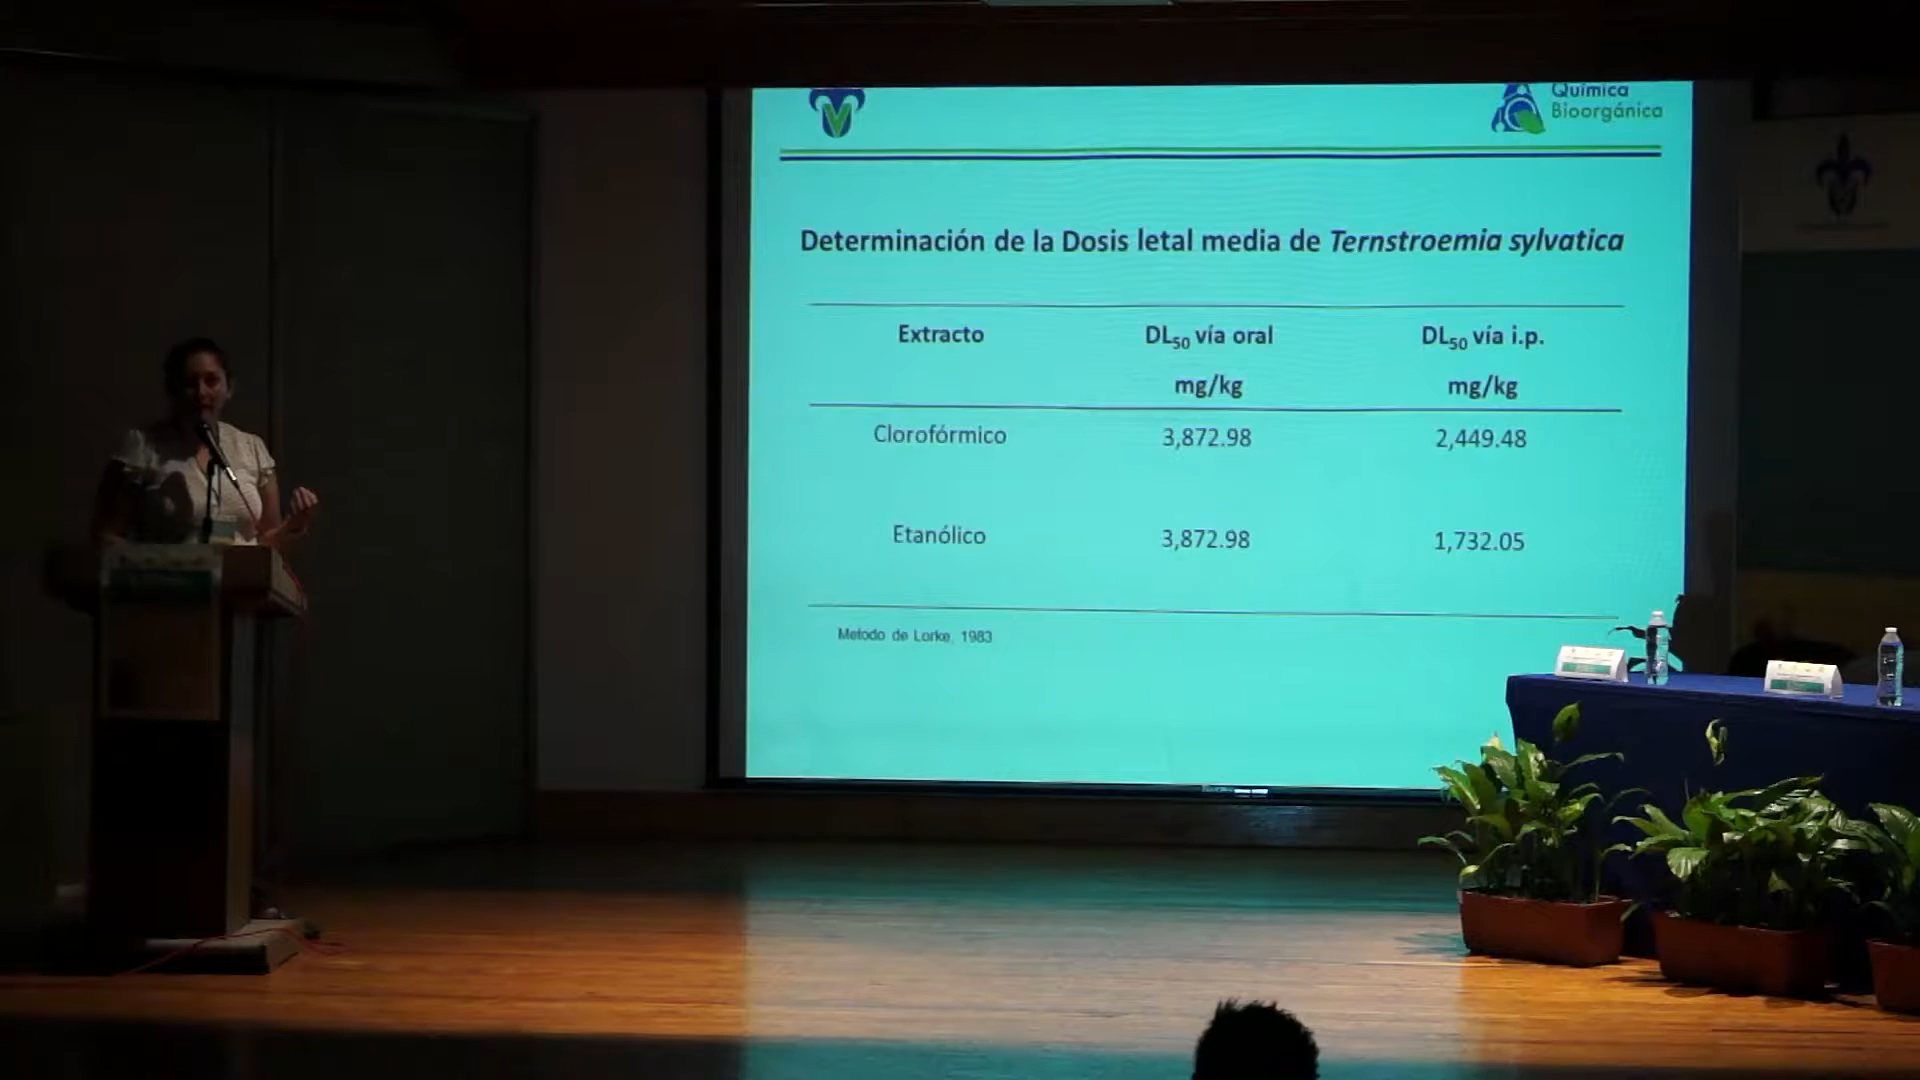 Química
Bioorgánica
Determinación de la Dosis letal media de Ternstroemia sylvatica
Extracto DL50 vía oral DL50 vía i.p.
mg/kg mg/kg
Clorofórmico 3,872.98 2,449.48
Etanólico 3,872.98 1,732.05
Metodo de Lorke, 1983